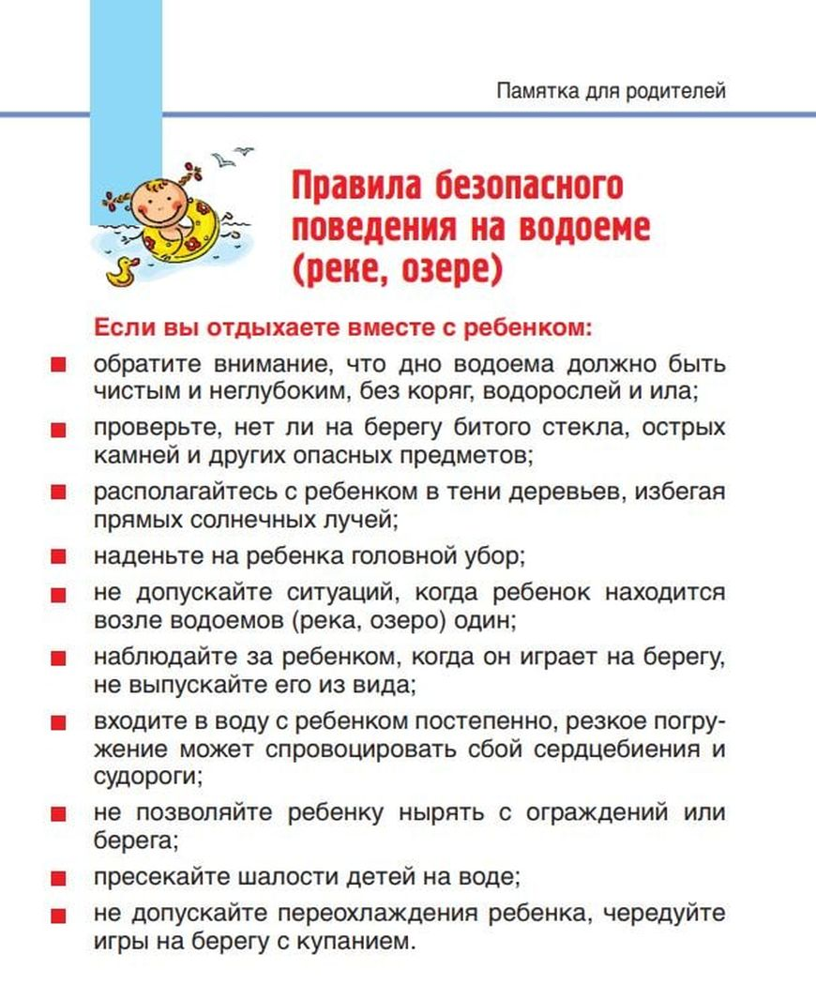 Памятка для родителей
Правила безопасного
поведения на водоеме
(реке, озере)
Если вы отдыхаете вместе с ребенком:
обратите внимание, что дно водоема должно быть
чистым и неглубоким, без коряг, водорослей и ила;
проверьте, нет ли на берегу битого стекла, острых
камней и других опасных предметов;
располагайтесь с ребенком в тени деревьев, избегая
прямых солнечных лучей;
наденьте на ребенка головной убор;
не допускайте ситуаций, когда ребенок находится
возле водоемов (река, озеро) один;
наблюдайте за ребенком, когда он играет на берегу,
не выпускайте его из вида;
входите в воду с ребенком постепенно, резкое погру-
жение может спровоцировать сбой сердцебиения и
судороги;
не позволяйте ребенку нырять с ограждений или
берега;
пресекайте шалости детей на воде;
не допускайте переохлаждения ребенка, чередуйте
игры на берегу с купанием.